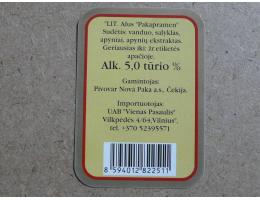 "LIT. Alus "Pakapramen"
Sudėtis: vanduo, salyklas,
apyniai, apynių ekstraktas.
Geriausias iki: žr.etiketės
apačioje.
Alk. 5,0 tūrio %
Gamintojas:
Pivovar Nová Paka a.s., Čekija.
Importuotojas:
UAB "Vienas Pasaulis"
Vilkpėdės 4/64,Vilnius",
tel. +370 52395571
8 594012 822511